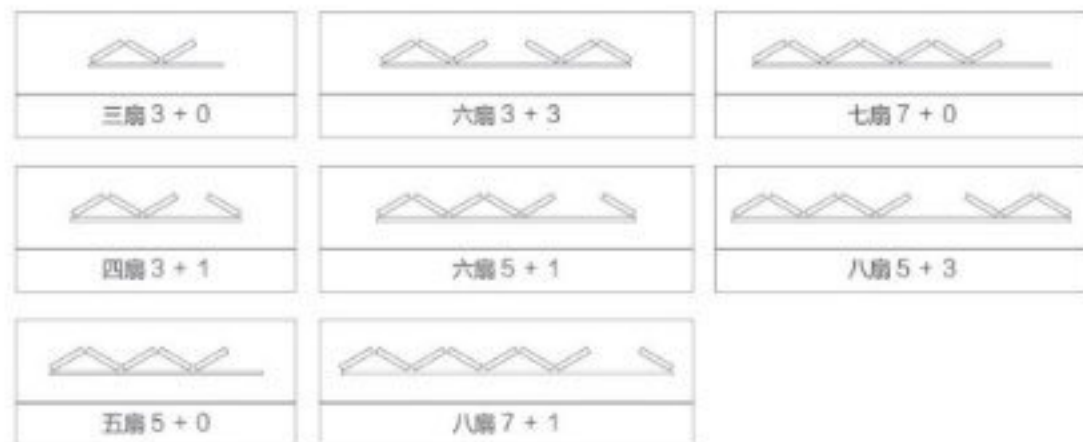 三扇 3 + 0
六扇 3 + 3
七扇 7 + 0
四扇 3 + 1
六扇 5 + 1
八扇 5 + 3
五扇 5 + 0
八扇 7 + 1